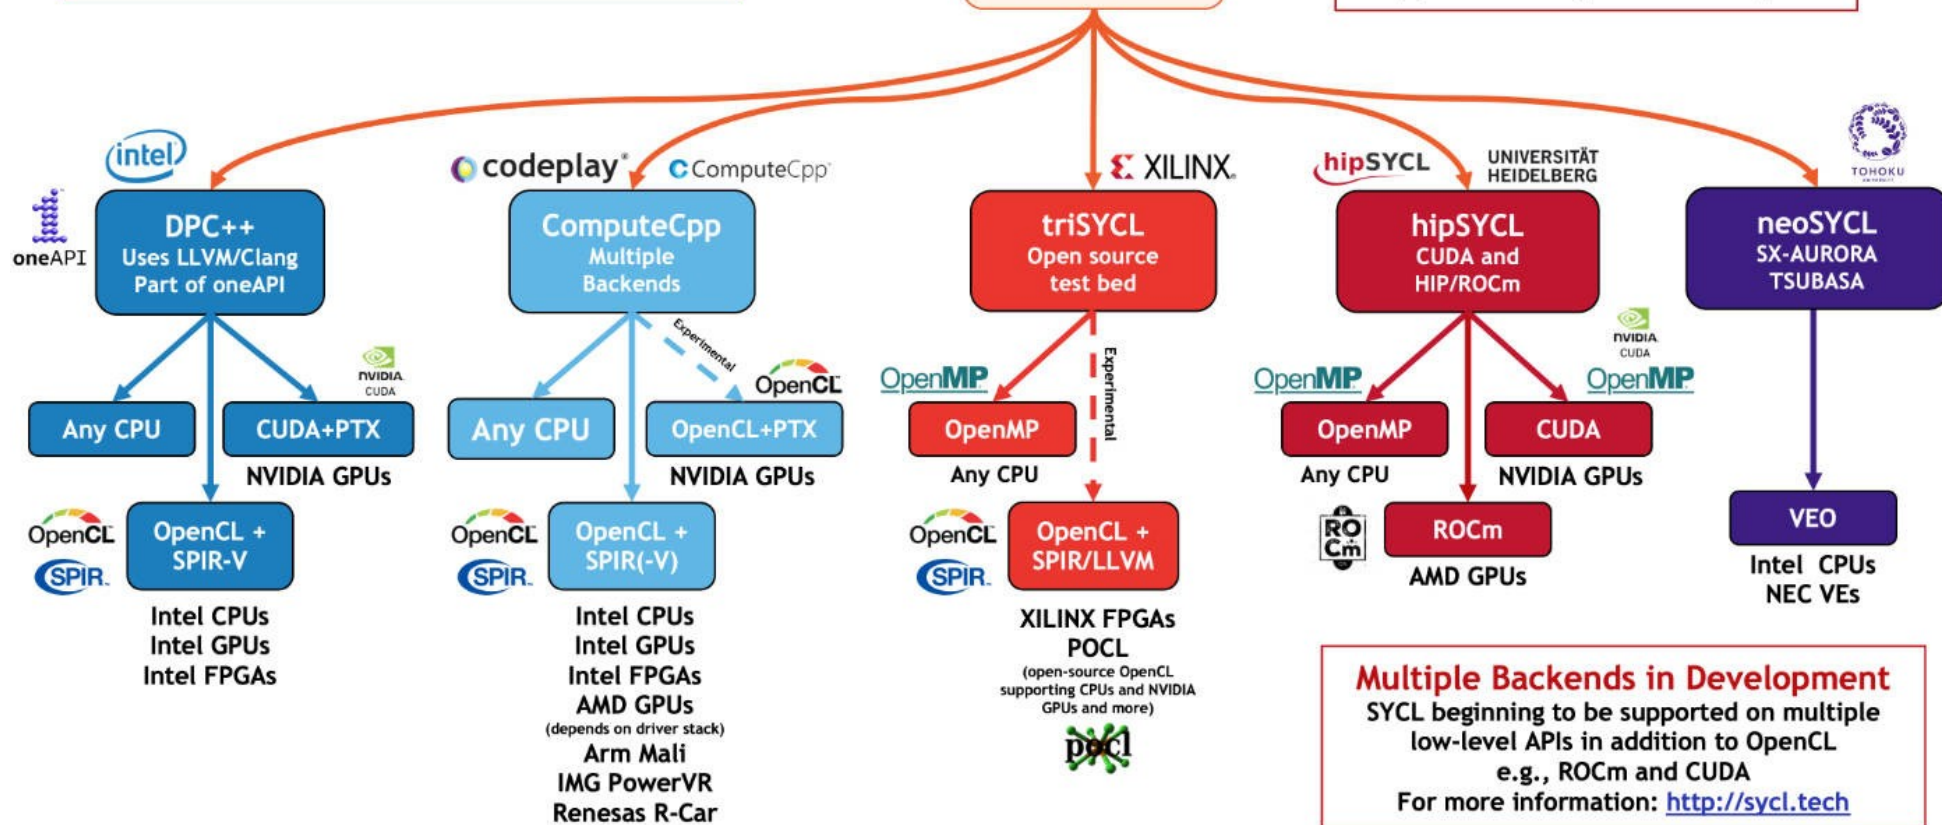 intel
oneAPI
DPC++
Uses LLVM/Clang
Part of oneAPI
NVIDIA
CUDA
Any CPU
CUDA+PTX
NVIDIA GPUs
OpenCL
SPIR
OpenCL +
SPIR-V
Intel CPUs
Intel GPUs
Intel FPGAs
codeplay
ComputeCpp
ComputeCpp
Multiple
Backends
Experimental
OpenCL
Any CPU
OpenCL+PTX
NVIDIA GPUs
OpenCL
SPIR
OpenCL +
SPIR(-V)
Intel CPUs
Intel GPUs
Intel FPGAs
AMD GPUs
(depends on driver stack)
Arm Mali
IMG PowerVR
Renesas R-Car
XILINX
triSYCL
Open source
test bed
Experimental
OpenMP
OpenMP
Any CPU
OpenCL
SPIR
OpenCL +
SPIR/LLVM
XILINX FPGAs
POCL
(open-source OpenCL
supporting CPUs and NVIDIA
GPUs and more)
pocl
hipSYCL
UNIVERSITÄT
HEIDELBERG
hipSYCL
CUDA and
HIP/ROCm
NVIDIA
CUDA
OpenMP
OpenMP
OpenMP
CUDA
Any CPU
NVIDIA GPUs
ROCm
ROCm
AMD GPUs
TOHOKU
UNIVERSITY
neoSYCL
SX-AURORA
TSUBASA
VEO
Intel CPUs
NEC VEs
Multiple Backends in Development
SYCL beginning to be supported on multiple
low-level APIs in addition to OpenCL
e.g., ROCm and CUDA
For more information: http://sycl.tech